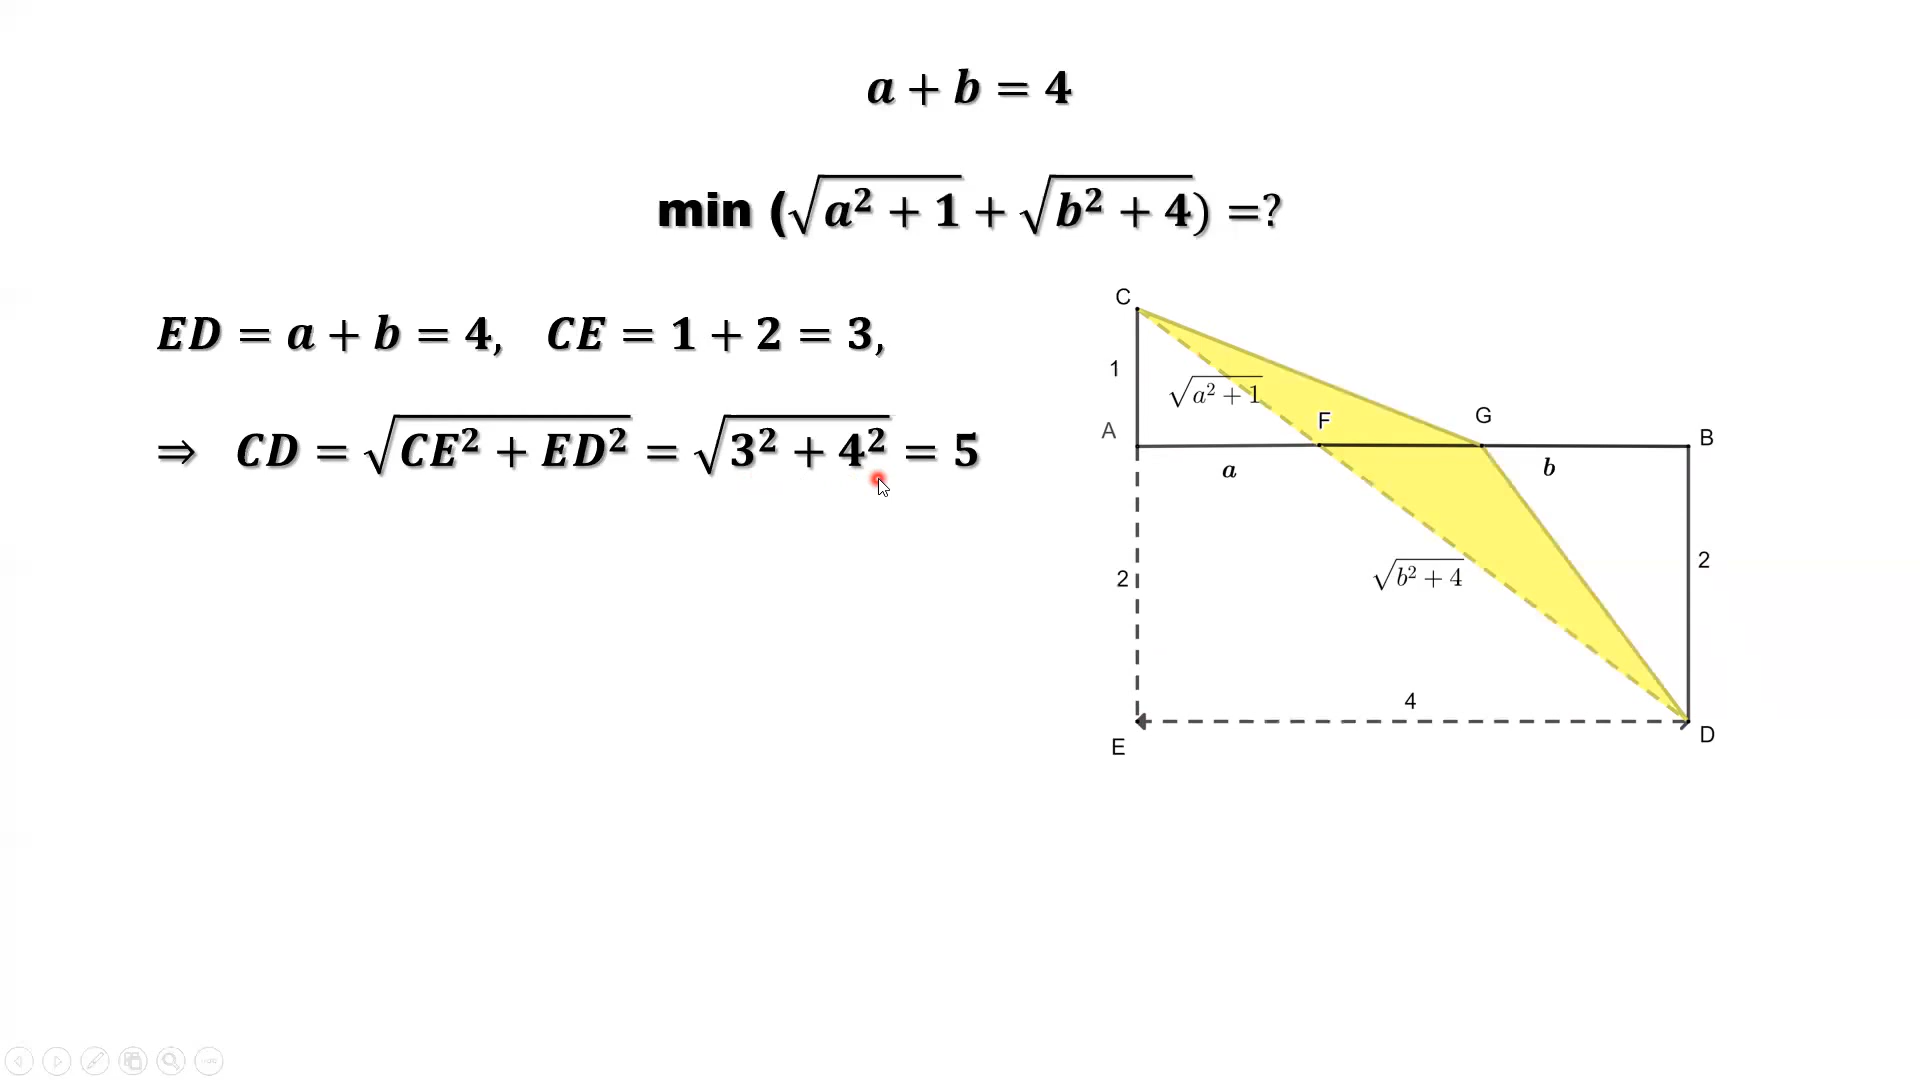 a + b = 4
min (√(a² + 1) + √(b² + 4)) =?
ED = a + b = 4, CE = 1 + 2 = 3,
⇒ CD = √(CE² + ED²) = √(3² + 4²) = 5
C
1
√(a² + 1)
F
G
A
B
a
b
2
√(b² + 4)
2
4
E
D